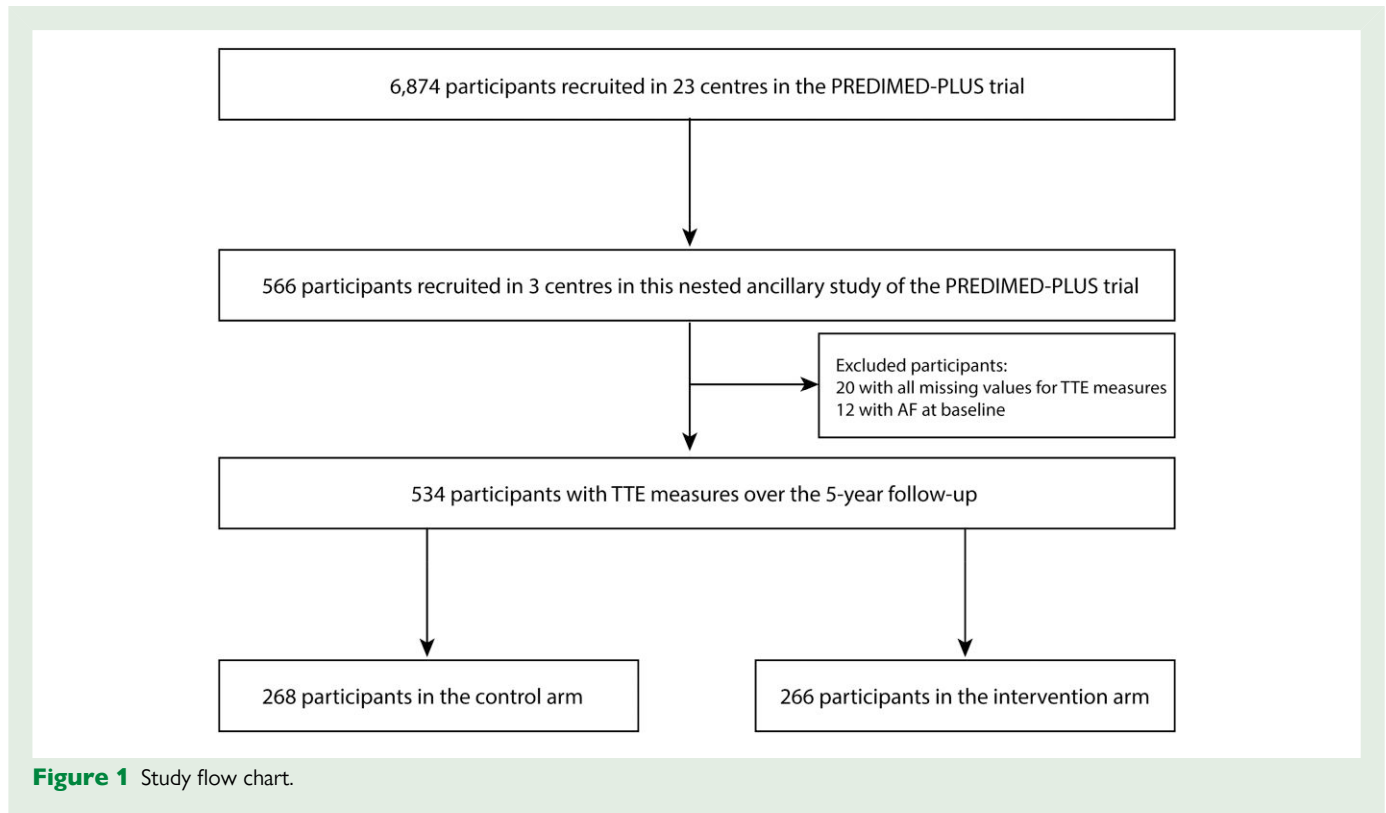 6,874 participants recruited in 23 centres in the PREDIMED-PLUS trial
566 participants recruited in 3 centres in this nested ancillary study of the PREDIMED-PLUS trial
Excluded participants:
20 with all missing values for TTE measures
12 with AF at baseline
534 participants with TTE measures over the 5-year follow-up
268 participants in the control arm
266 participants in the intervention arm
Figure 1 Study flow chart.